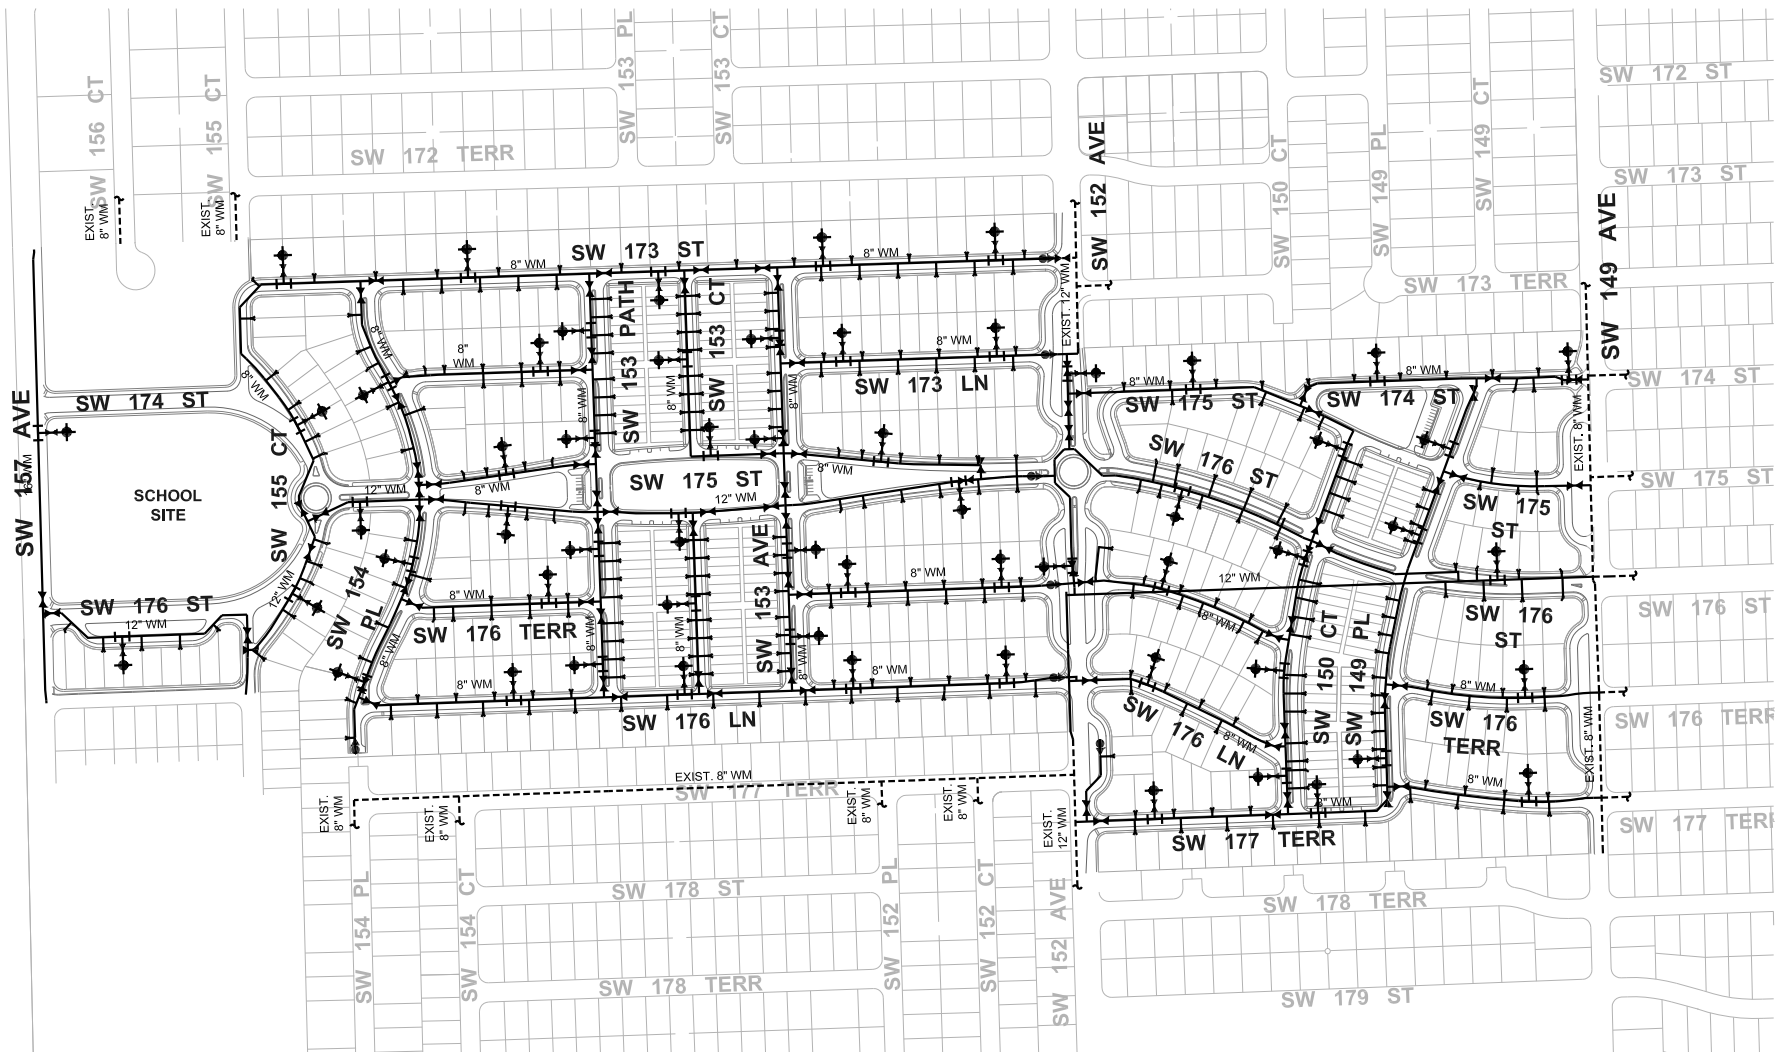 SW 156 CT
SW 155 CT
SW 153 PL
SW 153 CT
SW 172 TERR
SW 152 AVE
SW 150 CT
SW 149 PL
SW 149 CT
SW 172 ST
SW 173 ST
SW 149 AVE
SW 173 TERR
SW 174 ST
SW 175 ST
SW 176 ST
SW 176 TERR
SW 177 TERR
EXIST.
8" WM
EXIST.
8" WM
SW 173 ST
8" WM
8" WM
EXIST. 12" WM
SW 153 PATH
SW 153 CT
8" WM
8"
WM
8" WM
SW 173 LN
8" WM
8" WM
8" WM
8" WM
SW 157 AVE
SW 174 ST
SW 155 CT
SCHOOL
SITE
12" WM
8" WM
8" WM
SW 175 ST
12" WM
SW 176 ST
12" WM
12" WM
SW 154
PL
8" WM
8" WM
SW 176 TERR
8" WM
8" WM
8" WM
8" WM
SW 153 AVE
8" WM
8" WM
8" WM
SW 176 LN
8" WM
SW 175 ST
8" WM
SW 174 ST
EXIST. 8" WM
SW 176 ST
SW 175
ST
12" WM
8" WM
SW 176
ST
SW 150 CT
SW 149 PL
8" WM
SW 176
TERR
EXIST. 8" WM
SW 176 LN
8" WM
8" WM
8" WM
SW 177 TERR
EXIST. 8" WM
SW 177 TERR
EXIST.
8" WM
EXIST.
8" WM
EXIST.
8" WM
EXIST.
8" WM
EXIST.
12" WM
SW 154 PL
SW 154 CT
SW 178 ST
SW 178 TERR
SW 152 PL
SW 152 CT
SW 152 AVE
SW 178 TERR
SW 179 ST